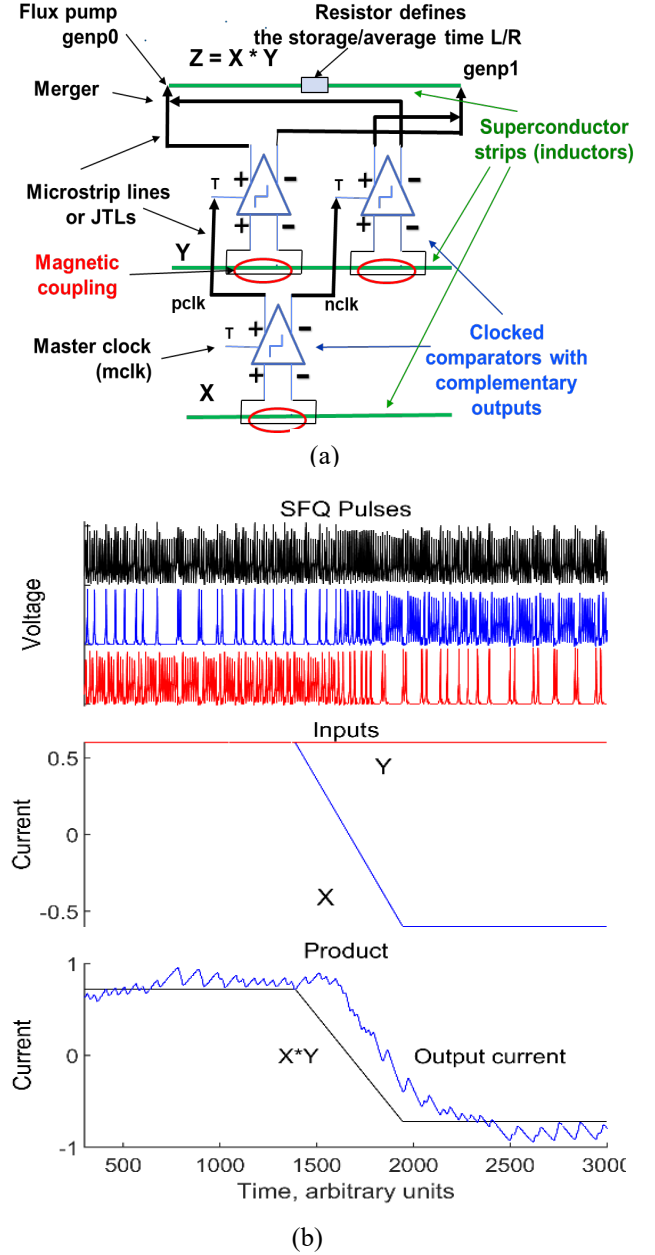 Flux pump
genp0
Resistor defines
the storage/average time L/R
Z = X * Y
genp1
Merger
Superconductor
strips (inductors)
T + - T + -
Microstrip lines
or JTLs
+ - + -
Y
Magnetic
coupling
pclk nclk
Clocked
comparators with
complementary
outputs
T + -
Master clock
(mclk)
+ -
X
(a)
SFQ Pulses
Voltage
Inputs
0.5
Y
Current
0
X
-0.5
Product
1
Current
0
X*Y
Output current
-1
500 1000 1500 2000 2500 3000
Time, arbitrary units
(b)